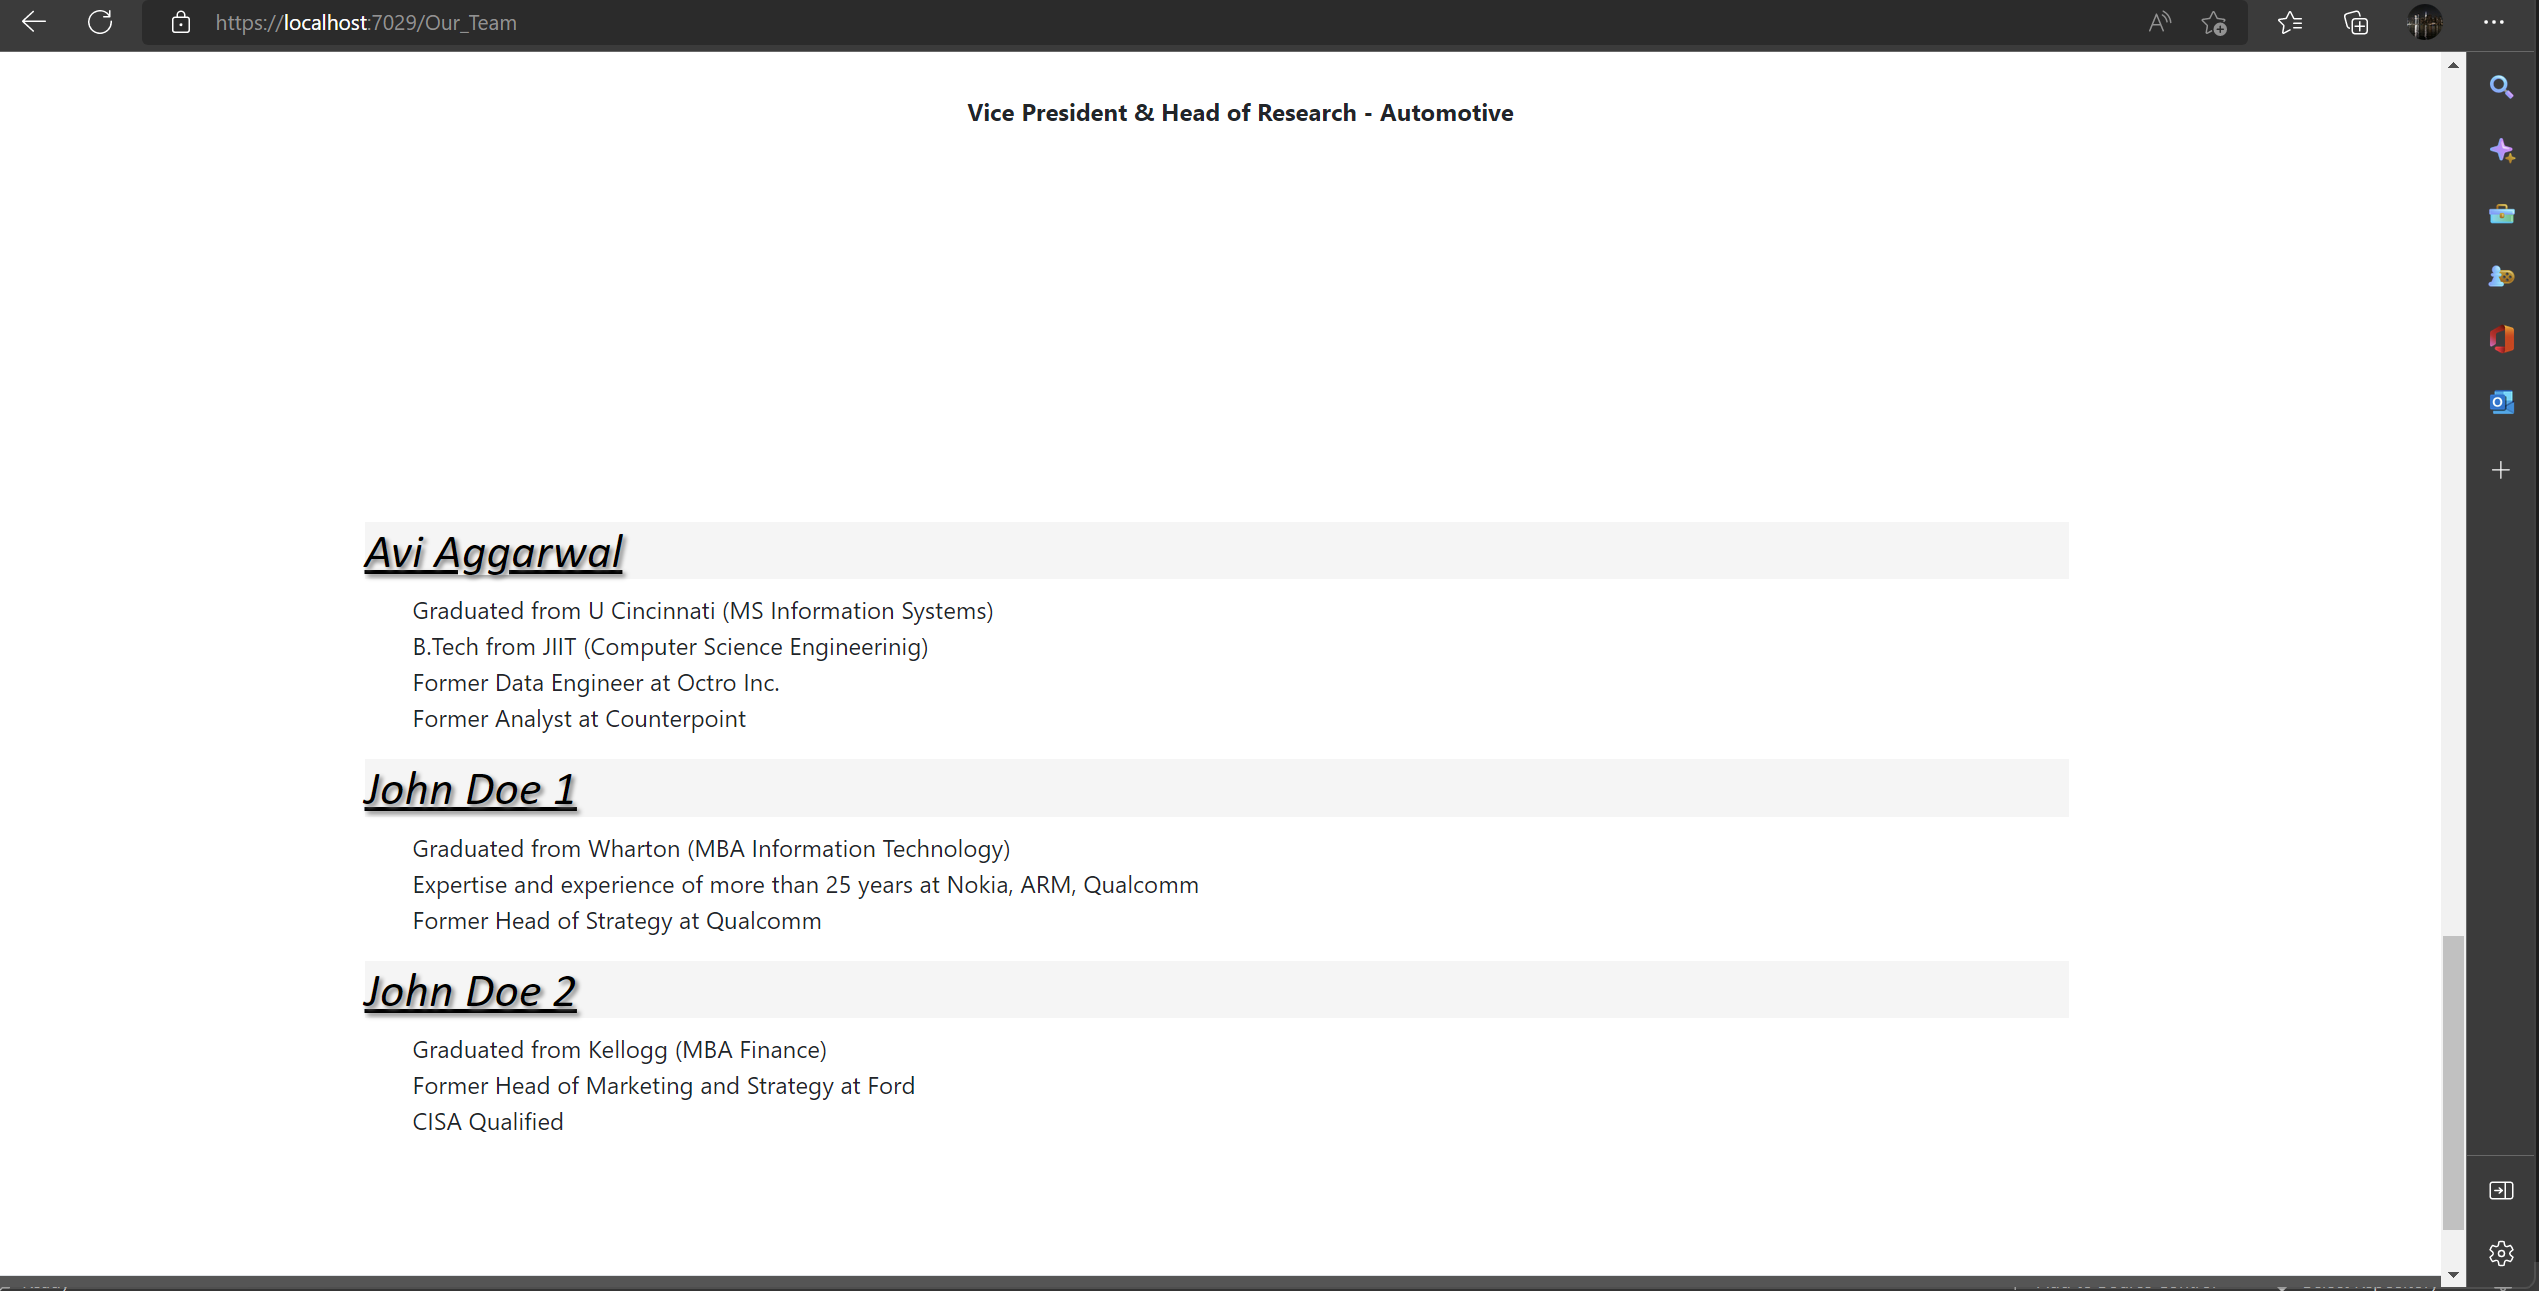 https://localhost:7029/Our_Team
Vice President & Head of Research - Automotive
Avi Aggarwal
Graduated from U Cincinnati (MS Information Systems)
B.Tech from JIIT (Computer Science Engineerinig)
Former Data Engineer at Octro Inc.
Former Analyst at Counterpoint
John Doe 1
Graduated from Wharton (MBA Information Technology)
Expertise and experience of more than 25 years at Nokia, ARM, Qualcomm
Former Head of Strategy at Qualcomm
John Doe 2
Graduated from Kellogg (MBA Finance)
Former Head of Marketing and Strategy at Ford
CISA Qualified